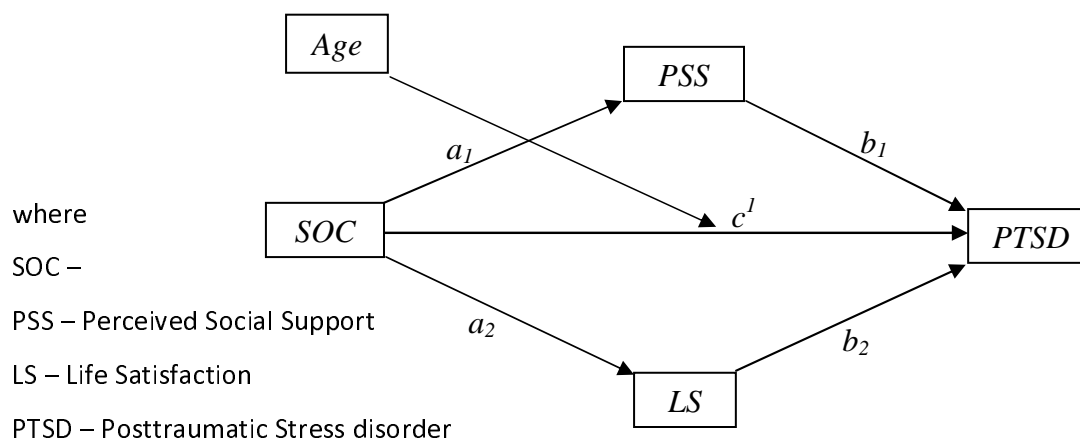 Age
PSS
a1
b1
where
SOC
c1
PTSD
SOC –
PSS – Perceived Social Support
a2
b2
LS – Life Satisfaction
LS
PTSD – Posttraumatic Stress disorder